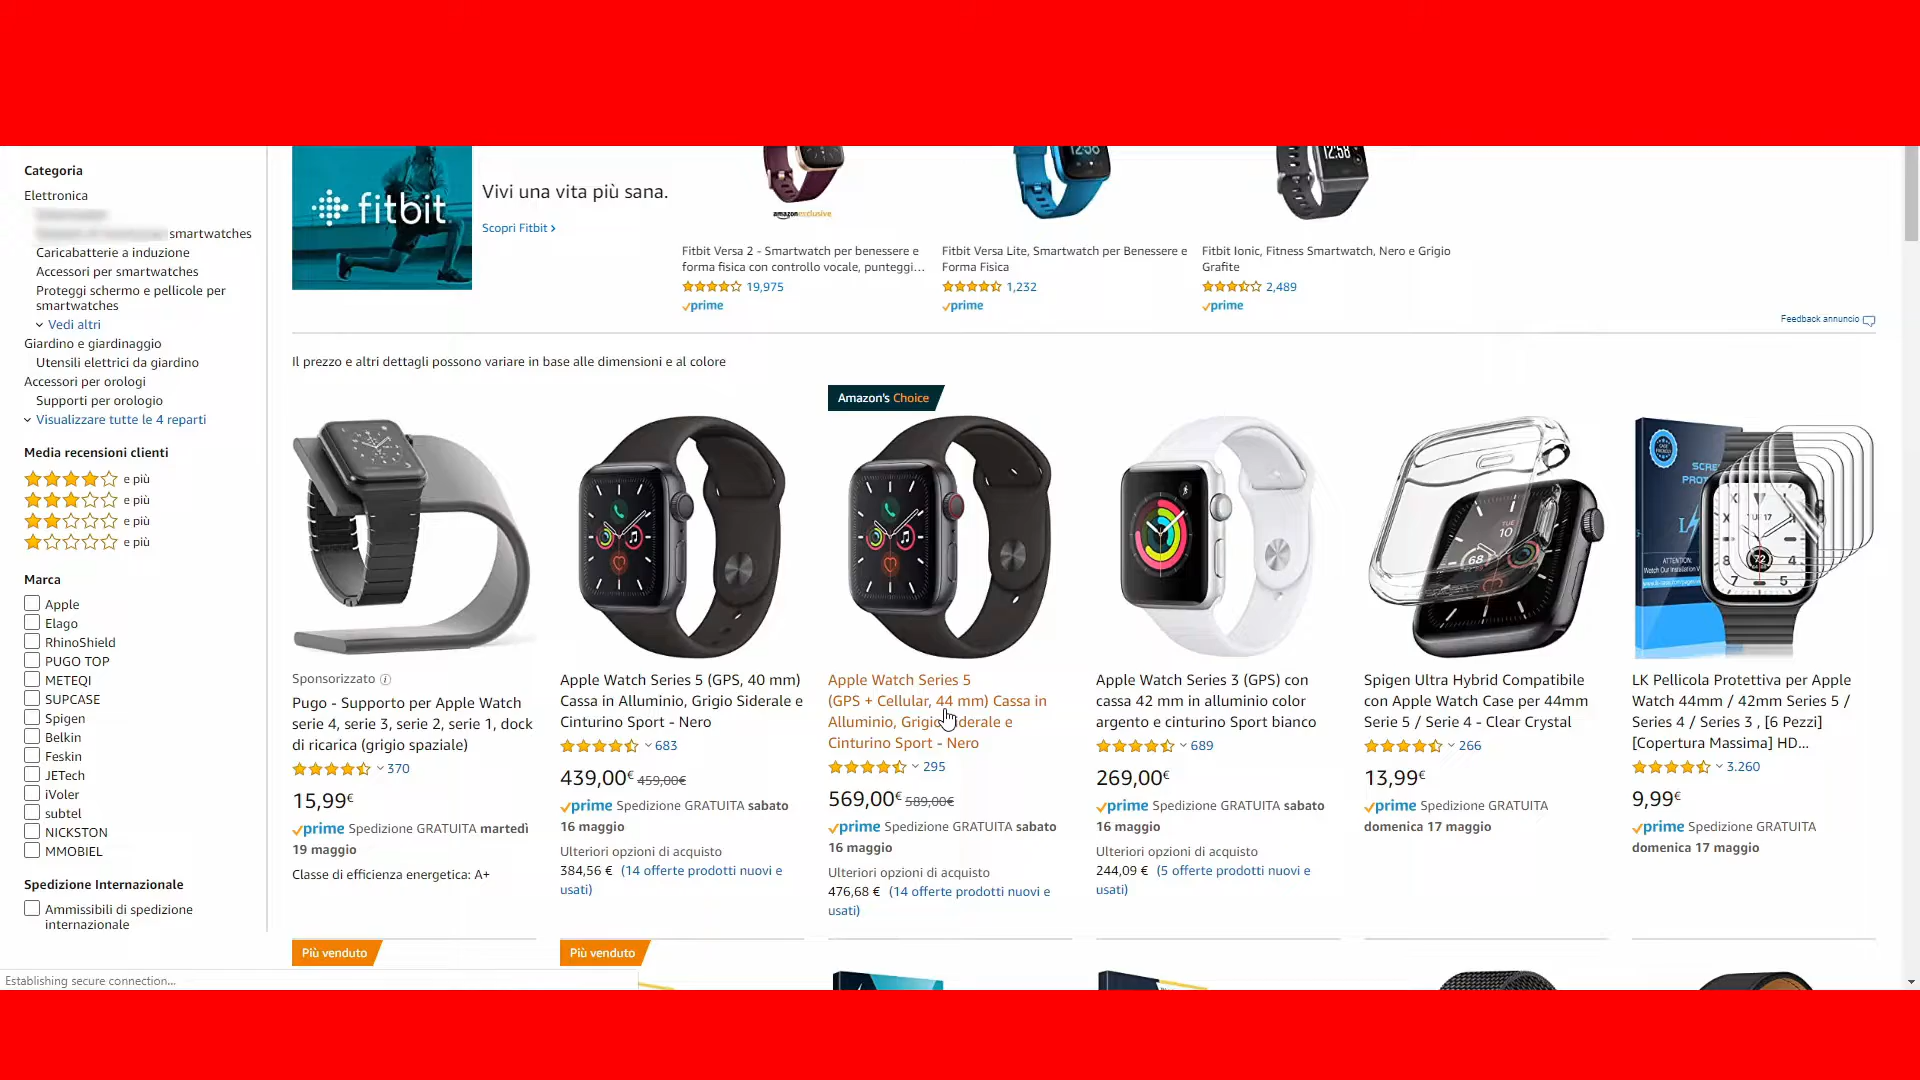 Categoria
Elettronica
smartwatches
Caricabatterie a induzione
Accessori per smartwatches
Proteggi schermo e pellicole per
smartwatches
Vedi altri
Giardino e giardinaggio
Utensili elettrici da giardino
Accessori per orologi
Supporti per orologio
Visualizzare tutte le 4 reparti
Media recensioni clienti
e più
e più
e più
e più
Marca
Apple
Elago
RhinoShield
PUGO TOP
METEQI
SUPCASE
Spigen
Belkin
Feskin
JETech
iVoler
subtel
NICKSTON
MMOBIEL
Spedizione Internazionale
Ammissibili di spedizione
internazionale
fitbit
Vivi una vita più sana.
Scopri Fitbit ›
amazon exclusive
Fitbit Versa 2 - Smartwatch per benessere e
forma fisica con controllo vocale, punteggi...
19,975
prime
Fitbit Versa Lite, Smartwatch per Benessere e
Forma Fisica
1,232
prime
12:58
Fitbit Ionic, Fitness Smartwatch, Nero e Grigio
Grafite
2,489
prime
Feedback annuncio
Il prezzo e altri dettagli possono variare in base alle dimensioni e al colore
Sponsorizzato
Pugo - Supporto per Apple Watch
serie 4, serie 3, serie 2, serie 1, dock
di ricarica (grigio spaziale)
370
15,99€
prime Spedizione GRATUITA martedì
19 maggio
Classe di efficienza energetica: A+
Apple Watch Series 5 (GPS, 40 mm)
Cassa in Alluminio, Grigio Siderale e
Cinturino Sport - Nero
683
439,00€ 459,00€
prime Spedizione GRATUITA sabato
16 maggio
Ulteriori opzioni di acquisto
384,56 € (14 offerte prodotti nuovi e
usati)
Amazon's Choice
Apple Watch Series 5
(GPS + Cellular, 44 mm) Cassa in
Alluminio, Grigio Siderale e
Cinturino Sport - Nero
295
569,00€ 589,00€
prime Spedizione GRATUITA sabato
16 maggio
Ulteriori opzioni di acquisto
476,68 € (14 offerte prodotti nuovi e
usati)
Apple Watch Series 3 (GPS) con
cassa 42 mm in alluminio color
argento e cinturino Sport bianco
689
269,00€
prime Spedizione GRATUITA sabato
16 maggio
Ulteriori opzioni di acquisto
244,09 € (5 offerte prodotti nuovi e
usati)
TUE
10
68
Spigen Ultra Hybrid Compatibile
con Apple Watch Case per 44mm
Serie 5 / Serie 4 - Clear Crystal
266
13,99€
prime Spedizione GRATUITA
domenica 17 maggio
ATTENTION:
72
LK Pellicola Protettiva per Apple
Watch 44mm / 42mm Series 5 /
Series 4 / Series 3 , [6 Pezzi]
[Copertura Massima] HD...
3.260
9,99€
prime Spedizione GRATUITA
domenica 17 maggio
Più venduto
Più venduto
Establishing secure connection...